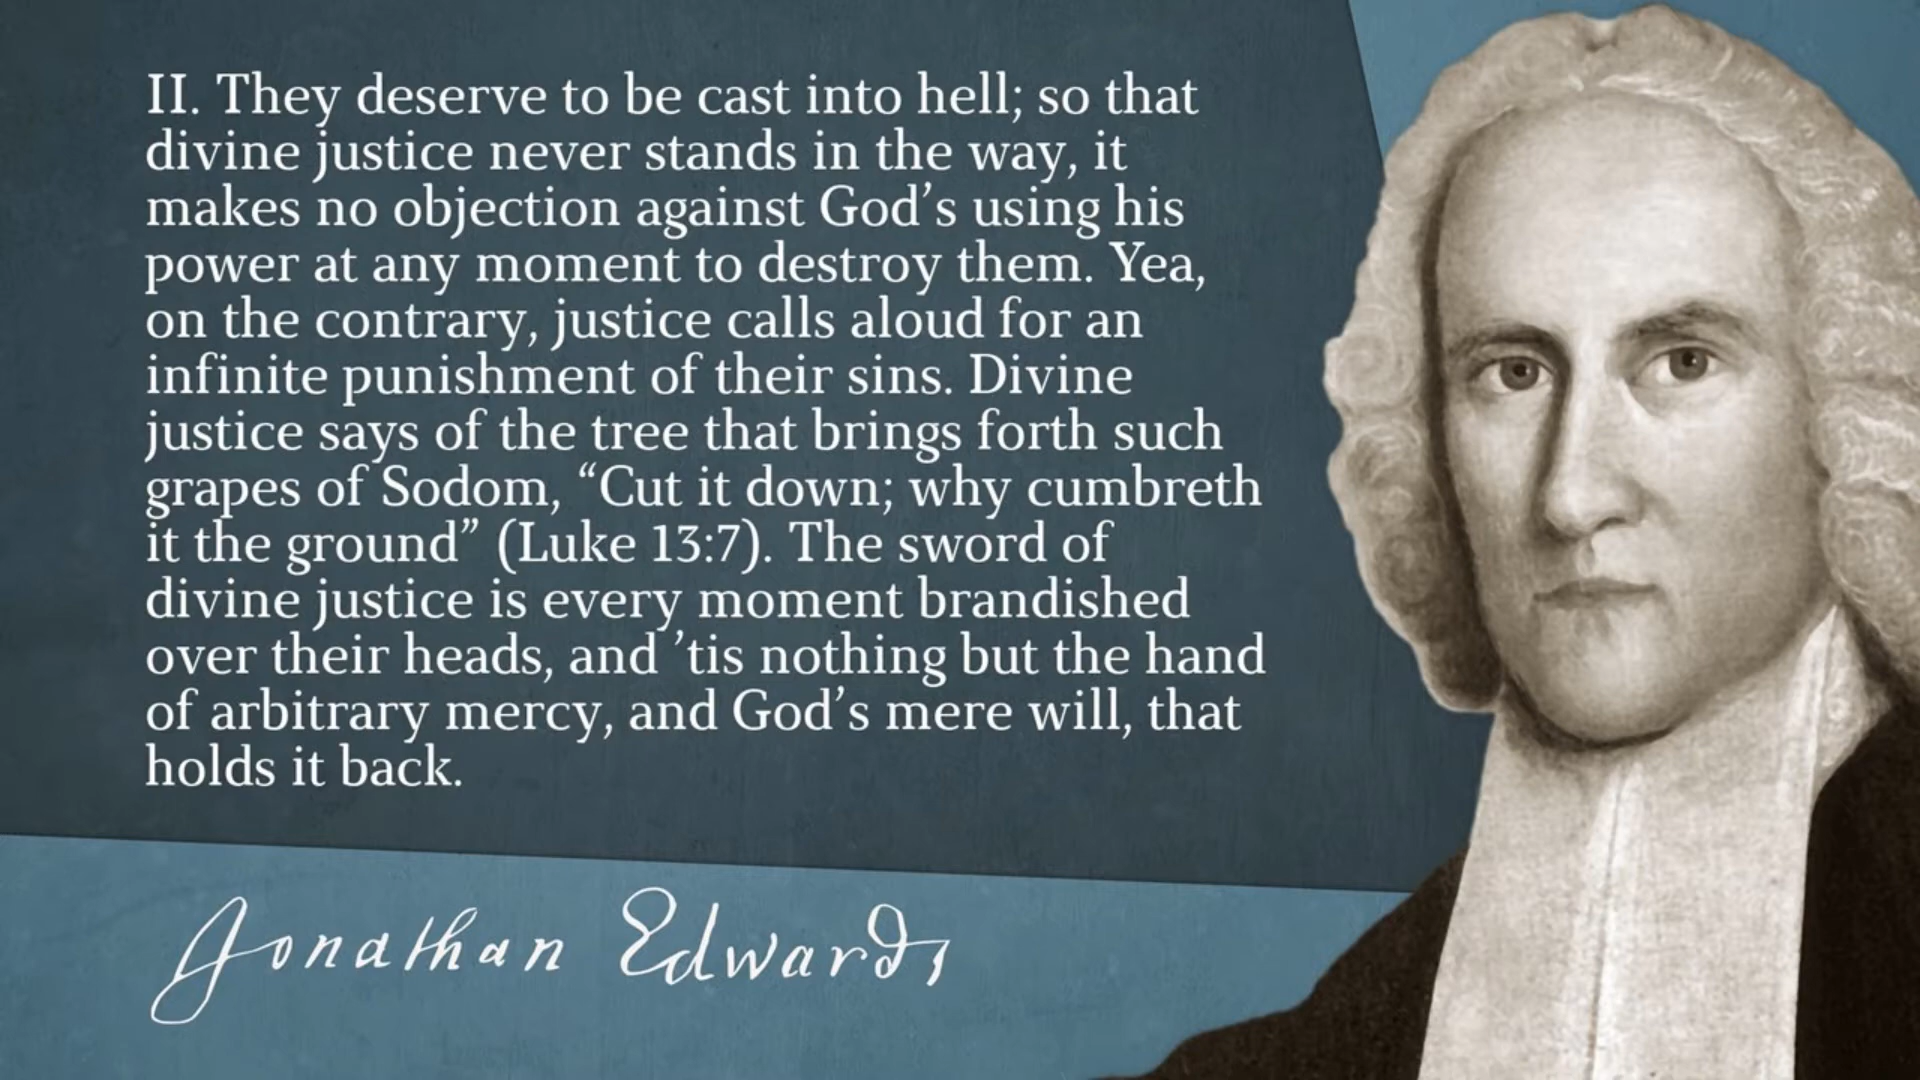 II. They deserve to be cast into hell; so that
divine justice never stands in the way, it
makes no objection against God’s using his
power at any moment to destroy them. Yea,
on the contrary, justice calls aloud for an
infinite punishment of their sins. Divine
justice says of the tree that brings forth such
grapes of Sodom, “Cut it down; why cumbreth
it the ground” (Luke 13:7). The sword of
divine justice is every moment brandished
over their heads, and ’tis nothing but the hand
of arbitrary mercy, and God’s mere will, that
holds it back.
Jonathan Edwards